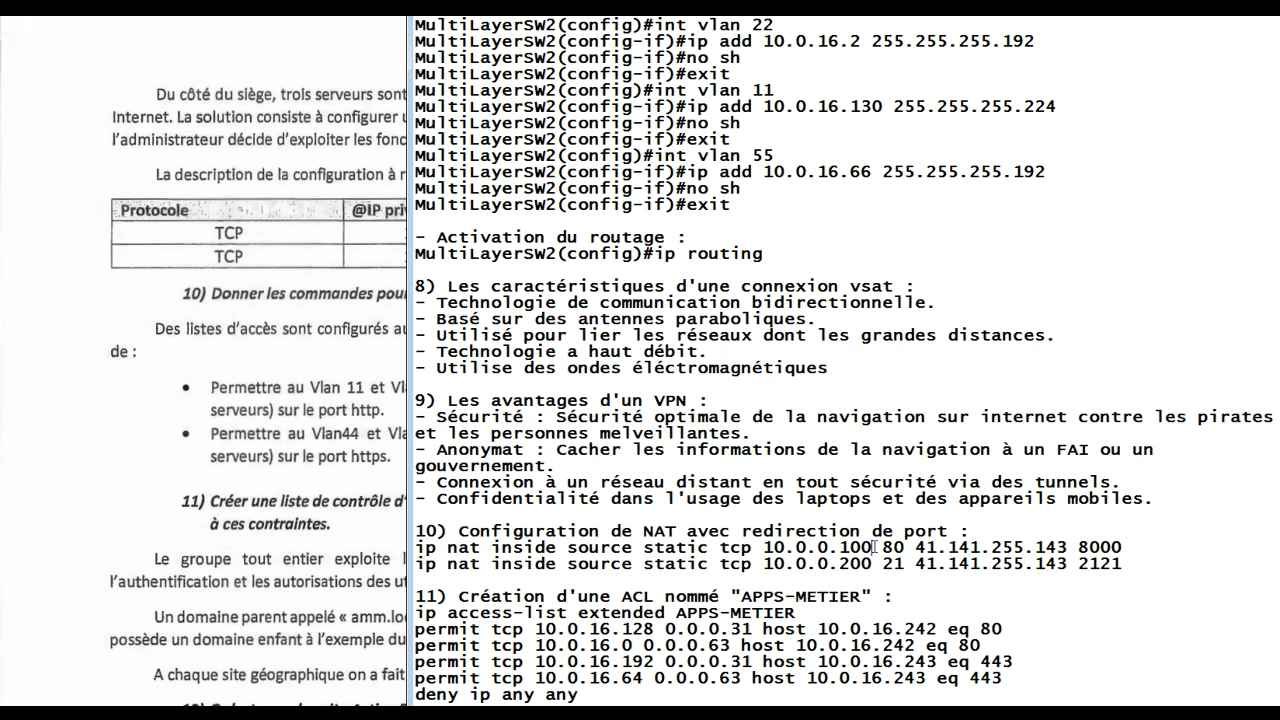 Du côté du siège, trois serveurs sont
Internet. La solution consiste à configurer
l'administrateur décide d'exploiter les fonc
La description de la configuration à
Protocole @IP pri
TCP
TCP
10) Donner les commandes pou
Des listes d'accès sont configurés au
de :
• Permettre au Vlan 11 et Vl
serveurs) sur le port http.
• Permettre au Vlan44 et Vla
serveurs) sur le port https.
11) Créer une liste de contrôle d'
à ces contraintes.
Le groupe tout entier exploite
l'authentification et les autorisations des ut
Un domaine parent appelé « amm.loc
possède un domaine enfant à l'exemple du
A chaque site géographique on a fait
MultiLayerSW2(config)#int vlan 22
MultiLayerSW2(config-if)#ip add 10.0.16.2 255.255.255.192
MultiLayerSW2(config-if)#no sh
MultiLayerSW2(config-if)#exit
MultiLayerSW2(config)#int vlan 11
MultiLayerSW2(config-if)#ip add 10.0.16.130 255.255.255.224
MultiLayerSW2(config-if)#no sh
MultiLayerSW2(config-if)#exit
MultiLayerSW2(config)#int vlan 55
MultiLayerSW2(config-if)#ip add 10.0.16.66 255.255.255.192
MultiLayerSW2(config-if)#no sh
MultiLayerSW2(config-if)#exit
- Activation du routage :
MultiLayerSW2(config)#ip routing
8) Les caractéristiques d'une connexion vsat :
- Technologie de communication bidirectionnelle.
- Basé sur des antennes paraboliques.
- Utilisé pour lier les réseaux dont les grandes distances.
- Technologie a haut débit.
- Utilise des ondes éléctromagnétiques
9) Les avantages d'un VPN :
- Sécurité : Sécurité optimale de la navigation sur internet contre les pirates
et les personnes melveillantes.
- Anonymat : Cacher les informations de la navigation à un FAI ou un
gouvernement.
- Connexion à un réseau distant en tout sécurité via des tunnels.
- Confidentialité dans l'usage des laptops et des appareils mobiles.
10) Configuration de NAT avec redirection de port :
ip nat inside source static tcp 10.0.0.100 80 41.141.255.143 8000
ip nat inside source static tcp 10.0.0.200 21 41.141.255.143 2121
11) Création d'une ACL nommé "APPS-METIER" :
ip access-list extended APPS-METIER
permit tcp 10.0.16.128 0.0.0.31 host 10.0.16.242 eq 80
permit tcp 10.0.16.0 0.0.0.63 host 10.0.16.242 eq 80
permit tcp 10.0.16.192 0.0.0.31 host 10.0.16.243 eq 443
permit tcp 10.0.16.64 0.0.0.63 host 10.0.16.243 eq 443
deny ip any any